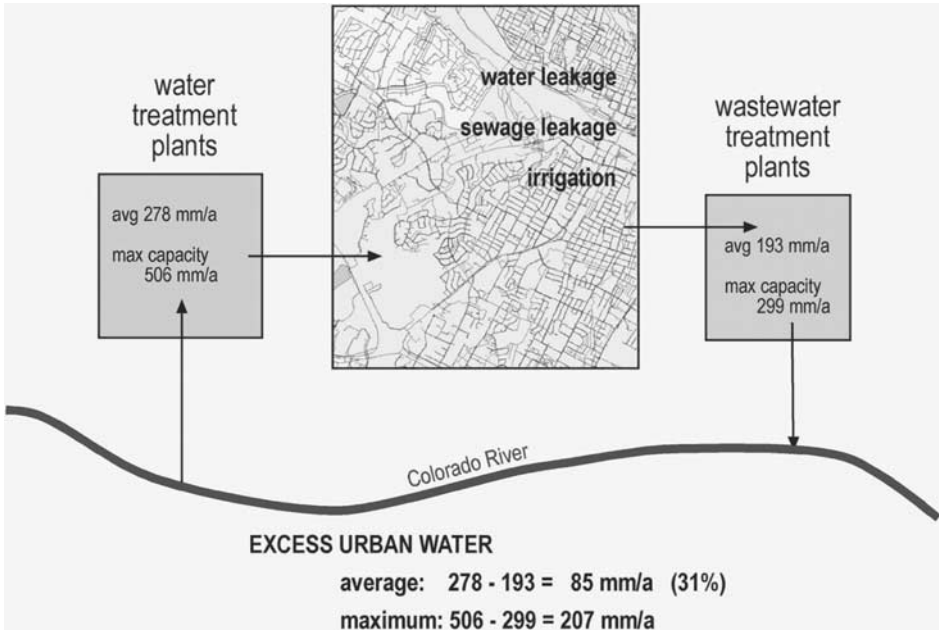 water
treatment
plants
avg 278 mm/a
max capacity
506 mm/a
water leakage
sewage leakage
irrigation
wastewater
treatment
plants
avg 193 mm/a
max capacity
299 mm/a
Colorado River
EXCESS URBAN WATER
average: 278 - 193 = 85 mm/a (31%)
maximum: 506 - 299 = 207 mm/a